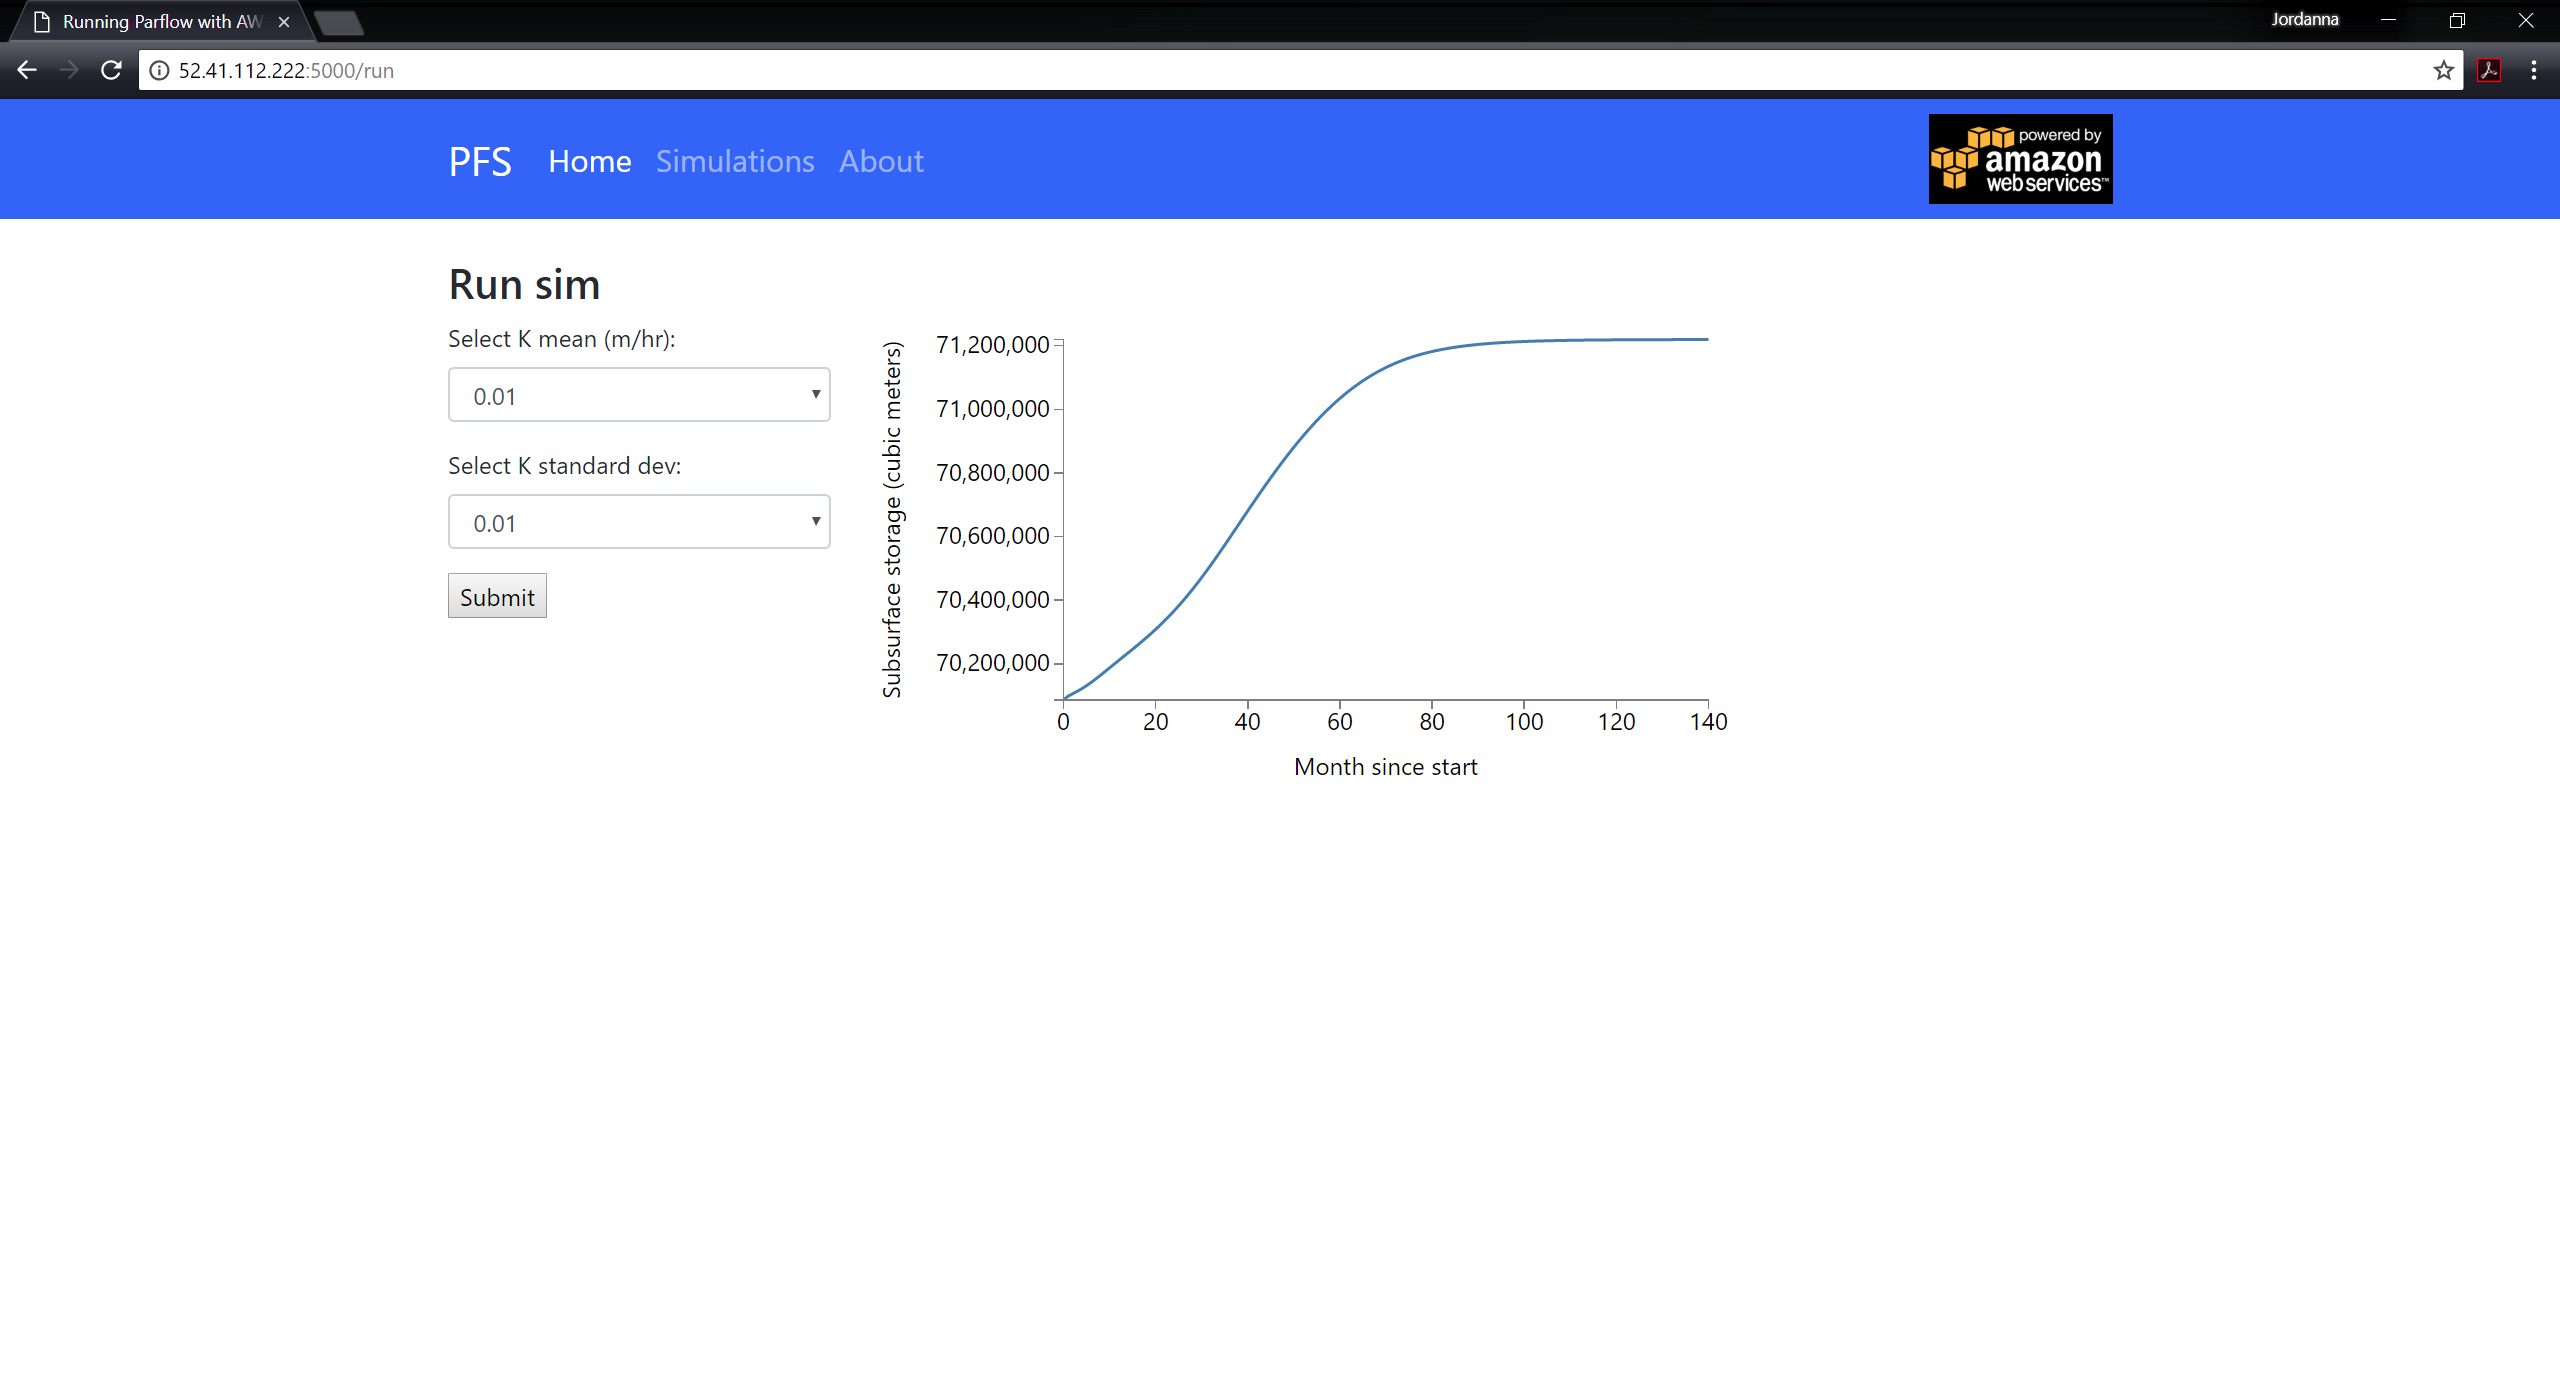 Running Parflow with AW
Jordanna
52.41.112.222:5000/run
PFS Home Simulations About
powered by
amazon
webservices™
Run sim
Select K mean (m/hr):
0.01
Select K standard dev:
0.01
Submit
Subsurface storage (cubic meters)
71,200,000
71,000,000
70,800,000
70,600,000
70,400,000
70,200,000
0 20 40 60 80 100 120 140
Month since start